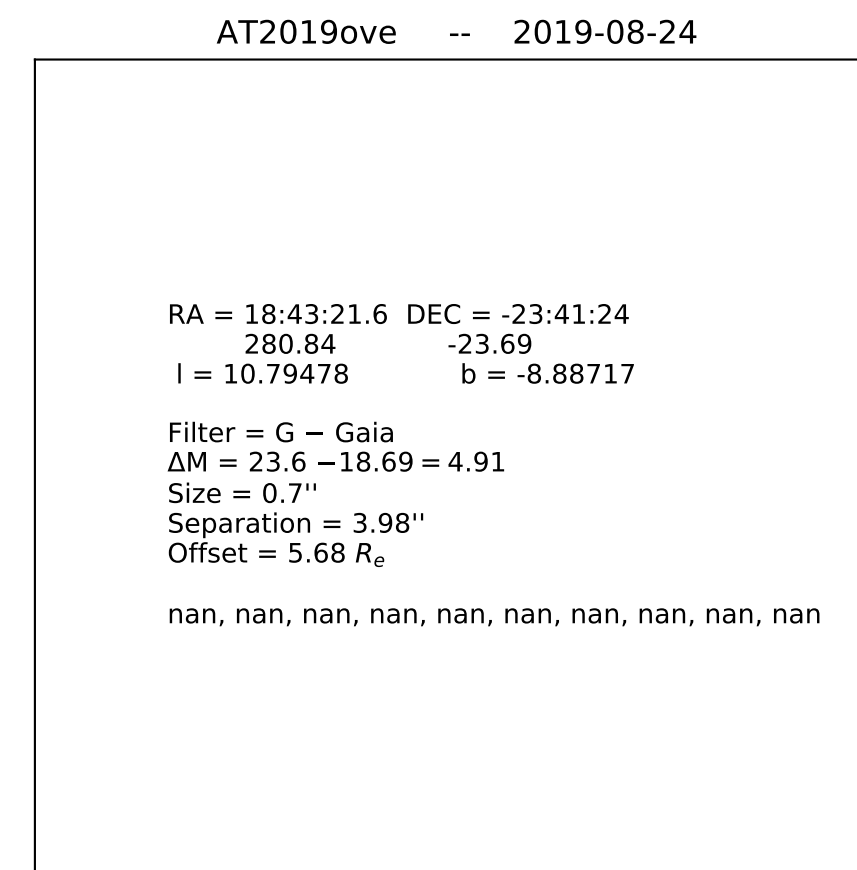 AT2019ove -- 2019-08-24
RA = 18:43:21.6 DEC = -23:41:24
280.84 -23.69
l = 10.79478 b = -8.88717
Filter = G − Gaia
ΔM = 23.6 −18.69 = 4.91
Size = 0.7''
Separation = 3.98''
Offset = 5.68 Re
nan, nan, nan, nan, nan, nan, nan, nan, nan, nan